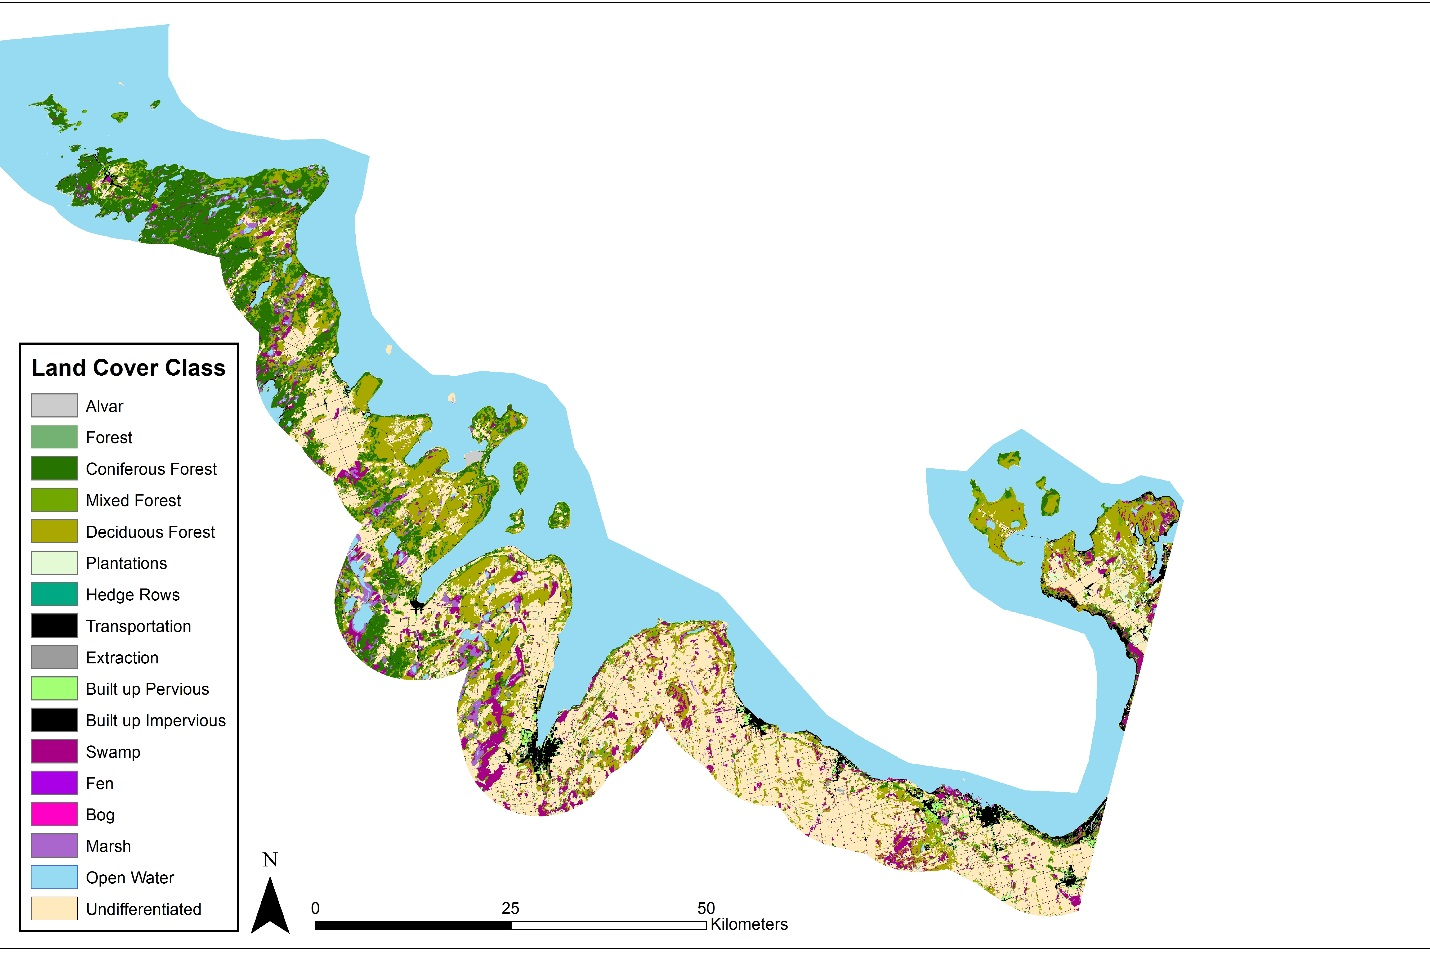 Land Cover Class
Alvar
Forest
Coniferous Forest
Mixed Forest
Deciduous Forest
Plantations
Hedge Rows
Transportation
Extraction
Built up Pervious
Built up Impervious
Swamp
Fen
Bog
Marsh
Open Water
Undifferentiated
N
0 25 50
Kilometers